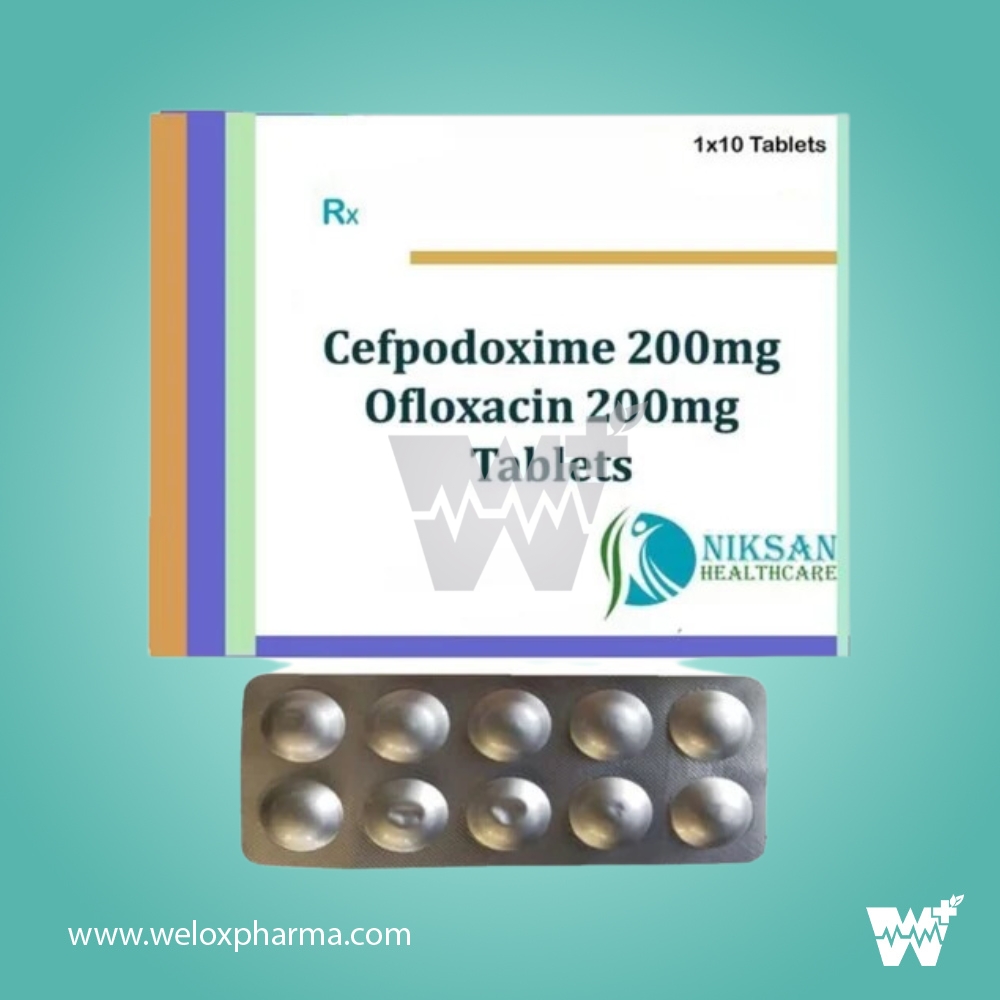 1x10 Tablets
Rx
Cefpodoxime 200mg
Ofloxacin 200mg
Tablets
NIKSAN
HEALTHCARE
www.weloxpharma.com